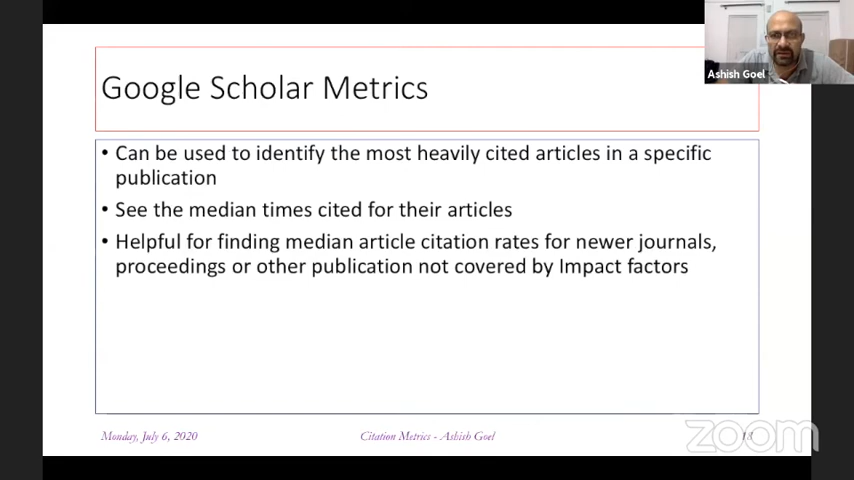 Google Scholar Metrics
Ashish Goel
• Can be used to identify the most heavily cited articles in a specific
publication
• See the median times cited for their articles
• Helpful for finding median article citation rates for newer journals,
proceedings or other publication not covered by Impact factors
Monday, July 6, 2020
Citation Metrics - Ashish Goel
zoom